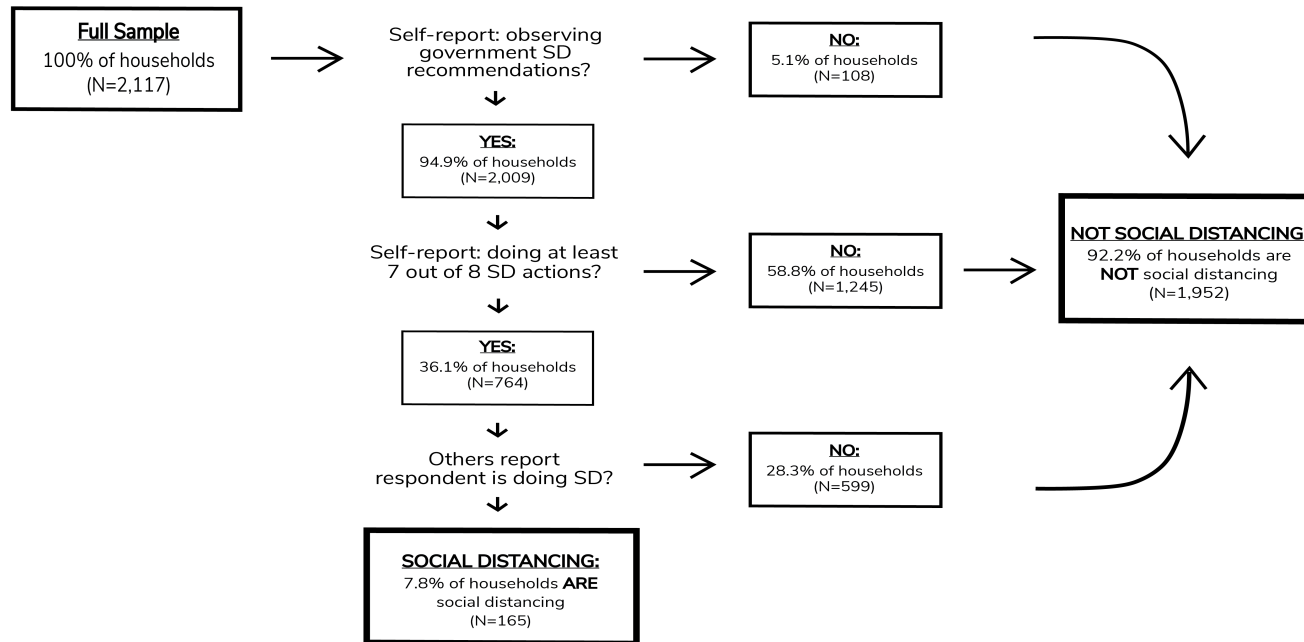 Full Sample
100% of households
(N=2,117)
Self-report: observing
government SD
recommendations?
NO:
5.1% of households
(N=108)
YES:
94.9% of households
(N=2,009)
Self-report: doing at least
7 out of 8 SD actions?
NO:
58.8% of households
(N=1,245)
NOT SOCIAL DISTANCING:
92.2% of households are
NOT social distancing
(N=1,952)
YES:
36.1% of households
(N=764)
Others report
respondent is doing SD?
NO:
28.3% of households
(N=599)
SOCIAL DISTANCING:
7.8% of households ARE
social distancing
(N=165)